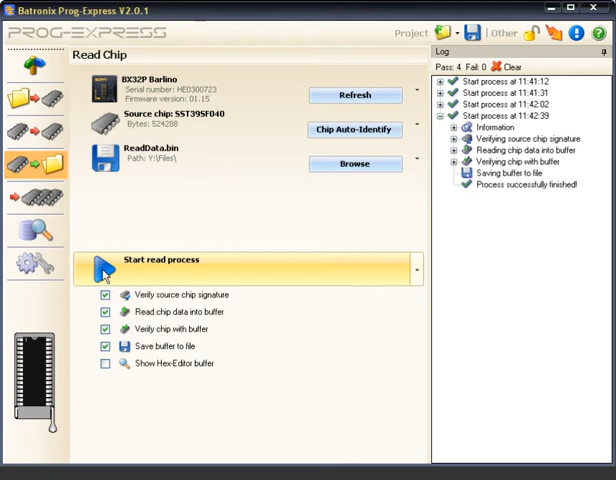 Batronix Prog-Express V2.0.1
PROG-EXPRESS
Project
Other
Read Chip
BX32P Barlino
Serial number: HE0300723
Firmware version: 01.15
Refresh
Source chip: SST39SF040
Bytes: 524288
Chip Auto-Identify
ReadData.bin
Path: Y:\Files\
Browse
Start read process
Verify source chip signature
Read chip data into buffer
Verify chip with buffer
Save buffer to file
Show Hex-Editor buffer
Log
Pass: 4 Fail: 0 Clear
Start process at 11:41:12
Start process at 11:41:31
Start process at 11:42:02
Start process at 11:42:39
Information
Verifying source chip signature
Reading chip data into buffer
Verifying chip with buffer
Saving buffer to file
Process successfully finished!